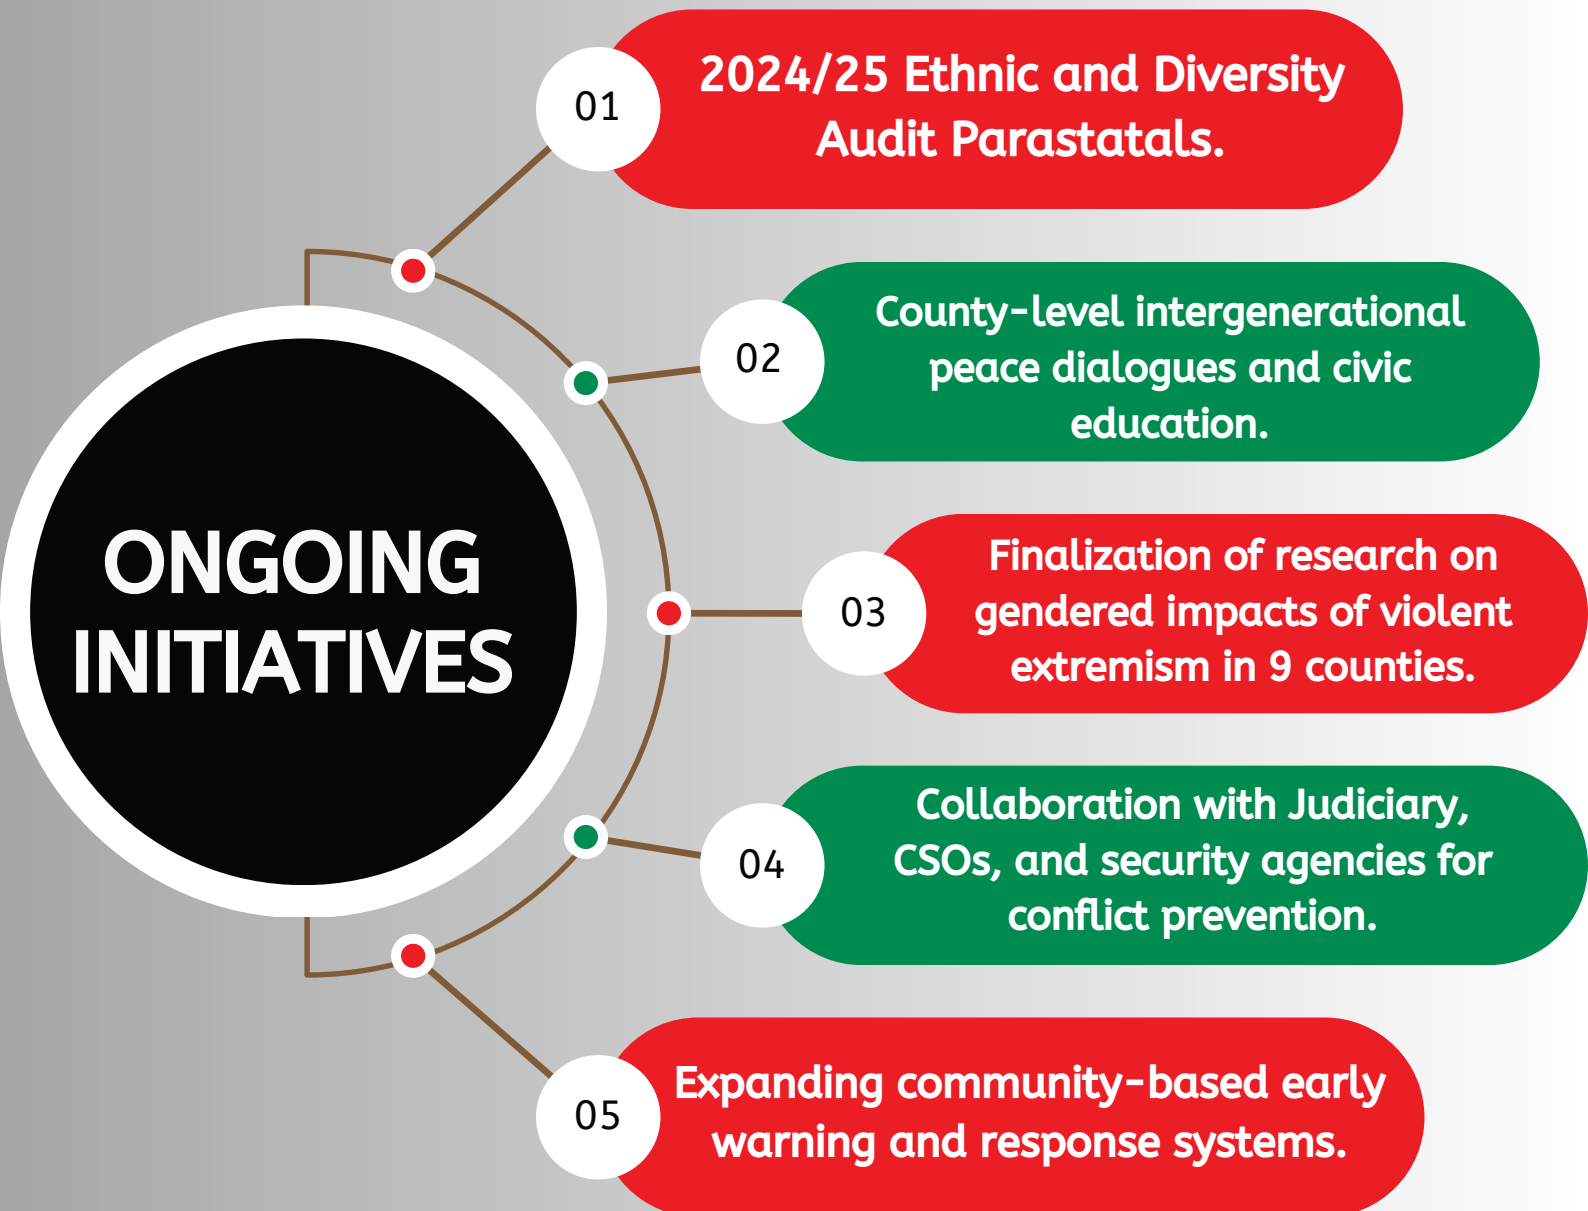 01
2024/25 Ethnic and Diversity
Audit Parastatals.
02
County-level intergenerational
peace dialogues and civic
education.
ONGOING
INITIATIVES
03
Finalization of research on
gendered impacts of violent
extremism in 9 counties.
04
Collaboration with Judiciary,
CSOs, and security agencies for
conflict prevention.
05
Expanding community-based early
warning and response systems.